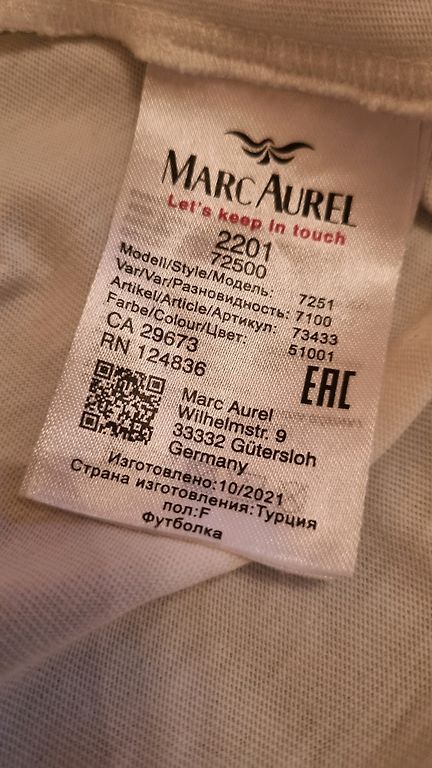 MARC AUREL
Let's keep in touch
2201
72500
Modell/Style/Модель: 7251
Var/Var/Разновидность: 7100
Artikel/Article/Артикул: 73433
Farbe/Colour/Цвет: 51001
CA 29673
RN 124836
EAC
Marc Aurel
Wilhelmstr. 9
33332 Gütersloh
Germany
Изготовлено:10/2021
Страна изготовления:Турция
пол:F
Футболка